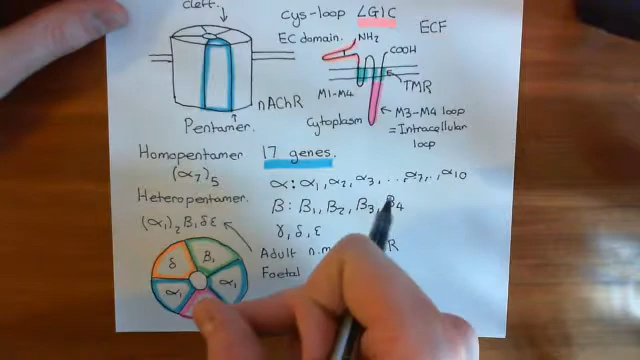 Cleft.
Cys-loop LGIC
ECF
EC domain.
NH2
COOH
TMR
M1-M4
nAChR
Cytoplasm
M3-M4 loop
= Intracellular
loop
Pentamer.
Homopentamer
(α7)5
17 genes.
α: α1, α2, α3, ..., α7, .., α10
Heteropentamer.
β: β1, β2, β3, β4
(α1)2 β1 δε
γ, δ, ε
Adult n.m
R
Foetal
δ
β1
α1
α1